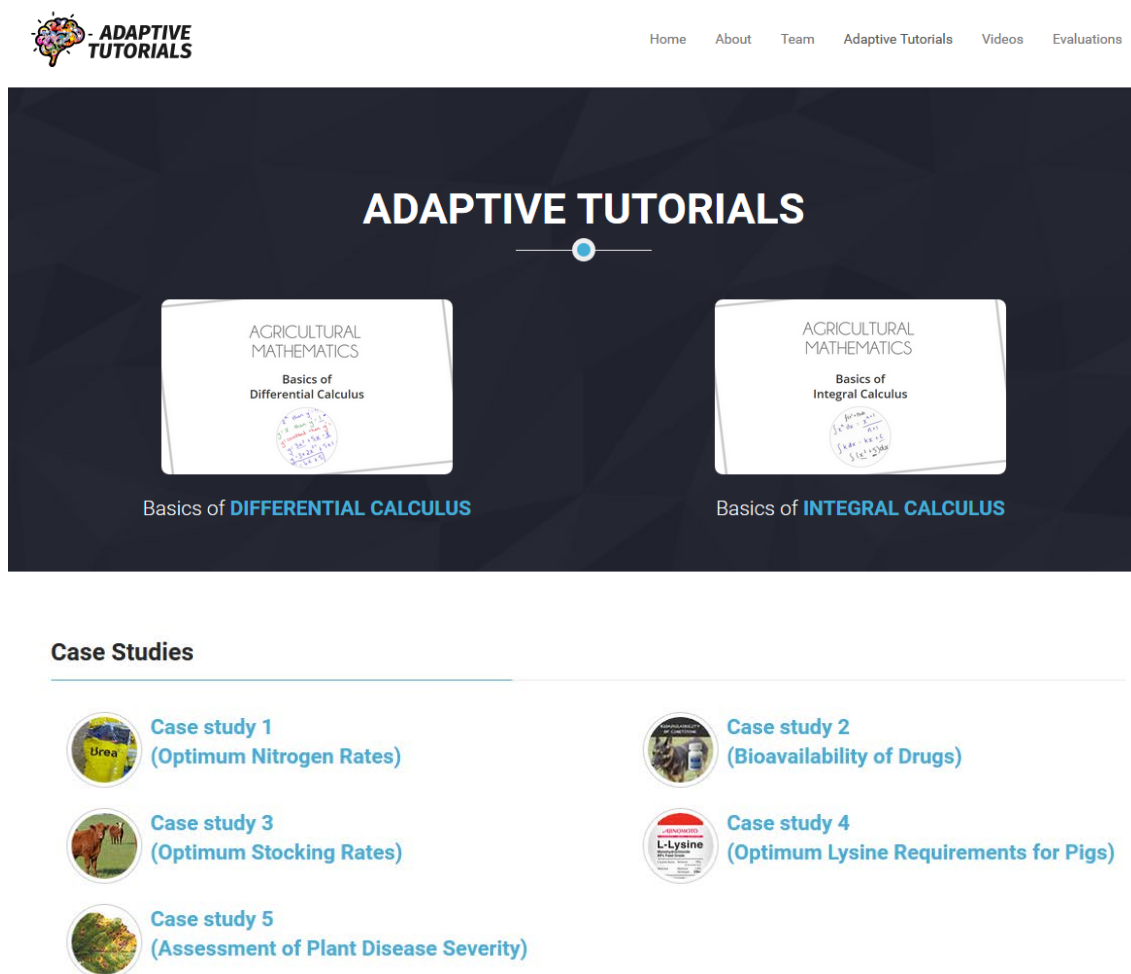 ADAPTIVE
TUTORIALS
Home About Team Adaptive Tutorials Videos Evaluations
ADAPTIVE TUTORIALS
AGRICULTURAL
MATHEMATICS
Basics of
Differential Calculus
AGRICULTURAL
MATHEMATICS
Basics of
Integral Calculus
Basics of DIFFERENTIAL CALCULUS
Basics of INTEGRAL CALCULUS
Case Studies
Urea
Case study 1
(Optimum Nitrogen Rates)
Case study 2
(Bioavailability of Drugs)
Case study 3
(Optimum Stocking Rates)
L-Lysine
Case study 4
(Optimum Lysine Requirements for Pigs)
Case study 5
(Assessment of Plant Disease Severity)